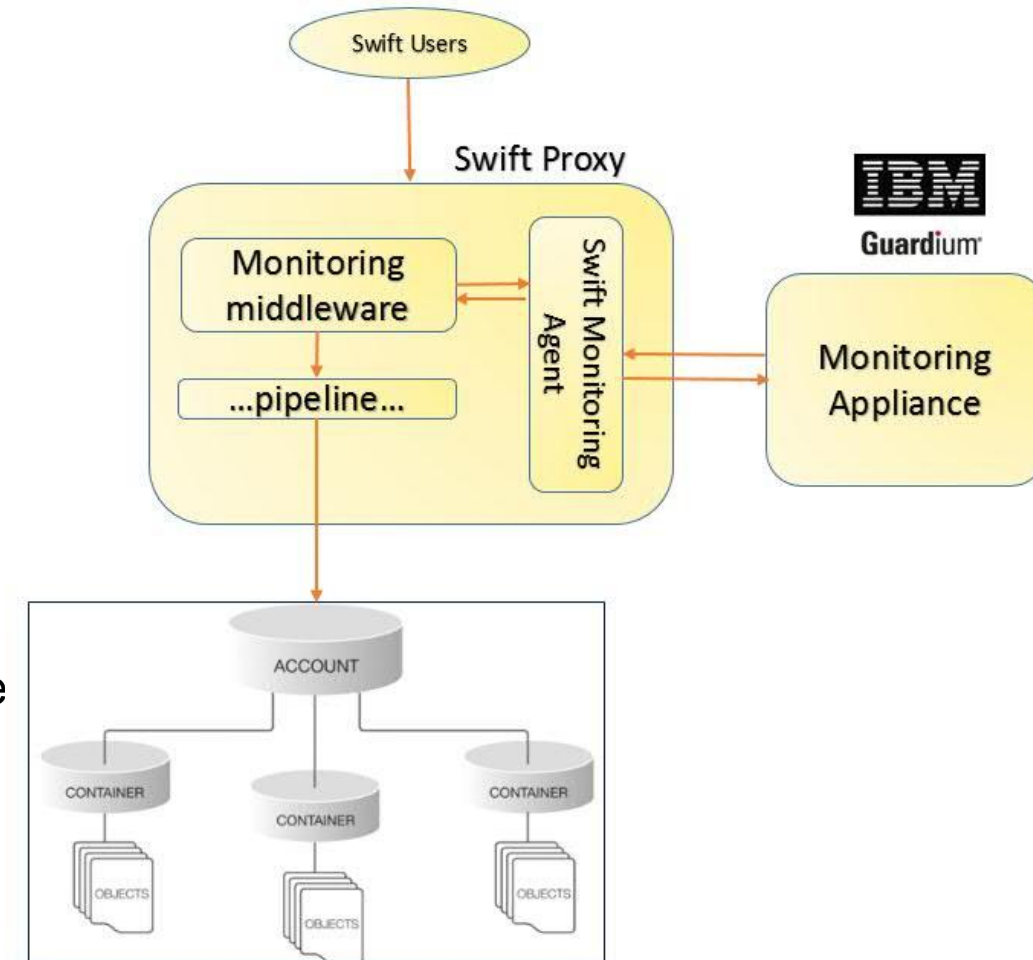 Swift Users
Swift Proxy
IBM
Guardium
Monitoring
middleware
Swift Monitoring
Agent
...pipeline...
Monitoring
Appliance
e
ACCOUNT
CONTAINER
CONTAINER
CONTAINER
OBJECTS
OBJECTS
OBJECTS